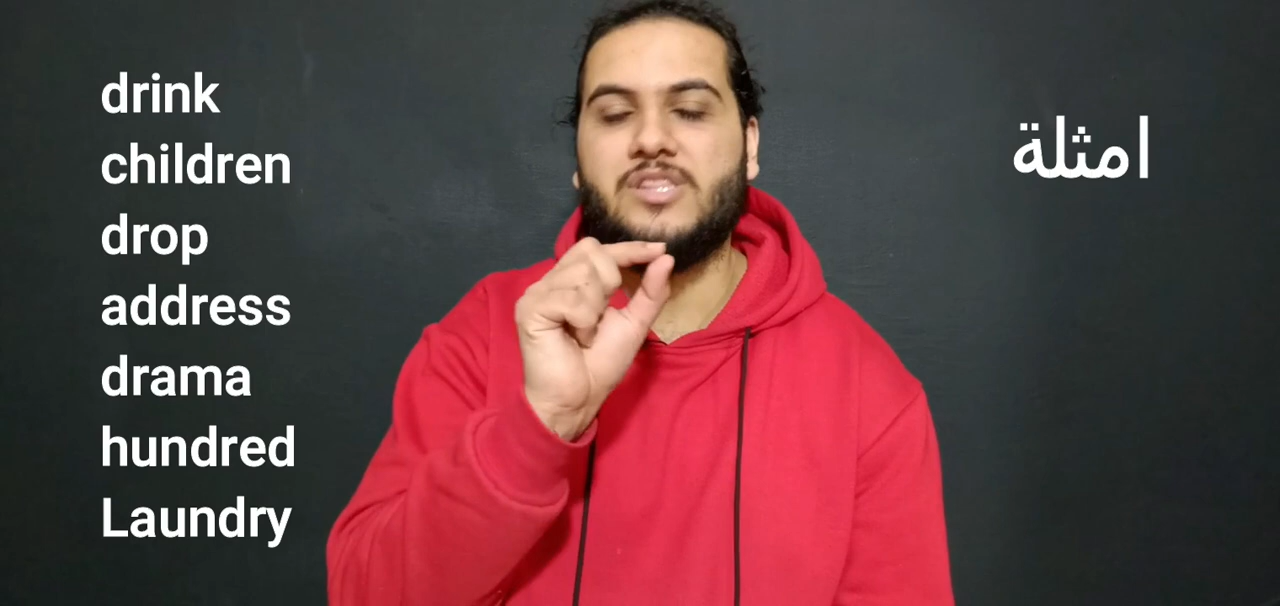 drink
children
drop
address
drama
hundred
Laundry
امثلة